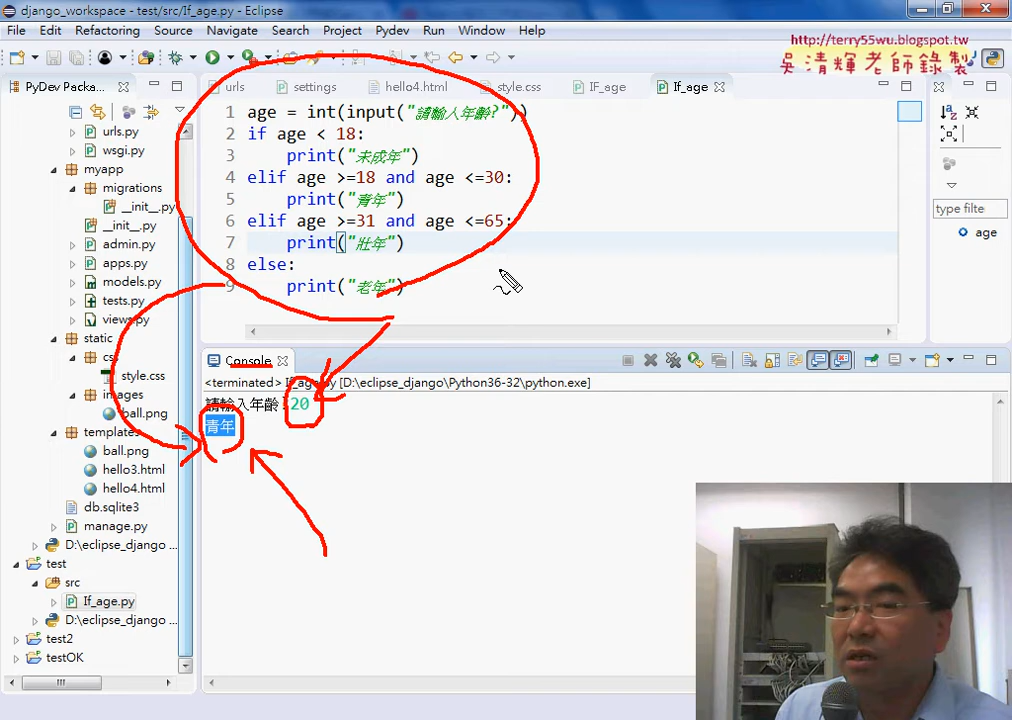 django_workspace - test/src/If_age.py - Eclipse
File Edit Refactoring Source Navigate Search Project Pydev Run Window Help
http://terry55wu.blogspot.tw
吳清輝老師錄製
PyDev Packa...
urls settings hello4.html style.css IF_age If_age
urls.py
wsgi.py
myapp
migrations
__init__.py
__init__.py
admin.py
apps.py
models.py
tests.py
views.py
static
css
style.css
images
ball.png
templates
ball.png
hello3.html
hello4.html
db.sqlite3
manage.py
D:\eclipse_django ...
test
src
If_age.py
D:\eclipse_django ...
test2
testOK
1 age = int(input("請輸入年齡?"))
2 if age < 18:
3 print("未成年")
4 elif age >=18 and age <=30:
5 print("青年")
6 elif age >=31 and age <=65:
7 print("壯年")
8 else:
9 print("老年")
type filte
age
Console
<terminated> If_age.py [D:\eclipse_django\Python36-32\python.exe]
請輸入年齡?20
青年